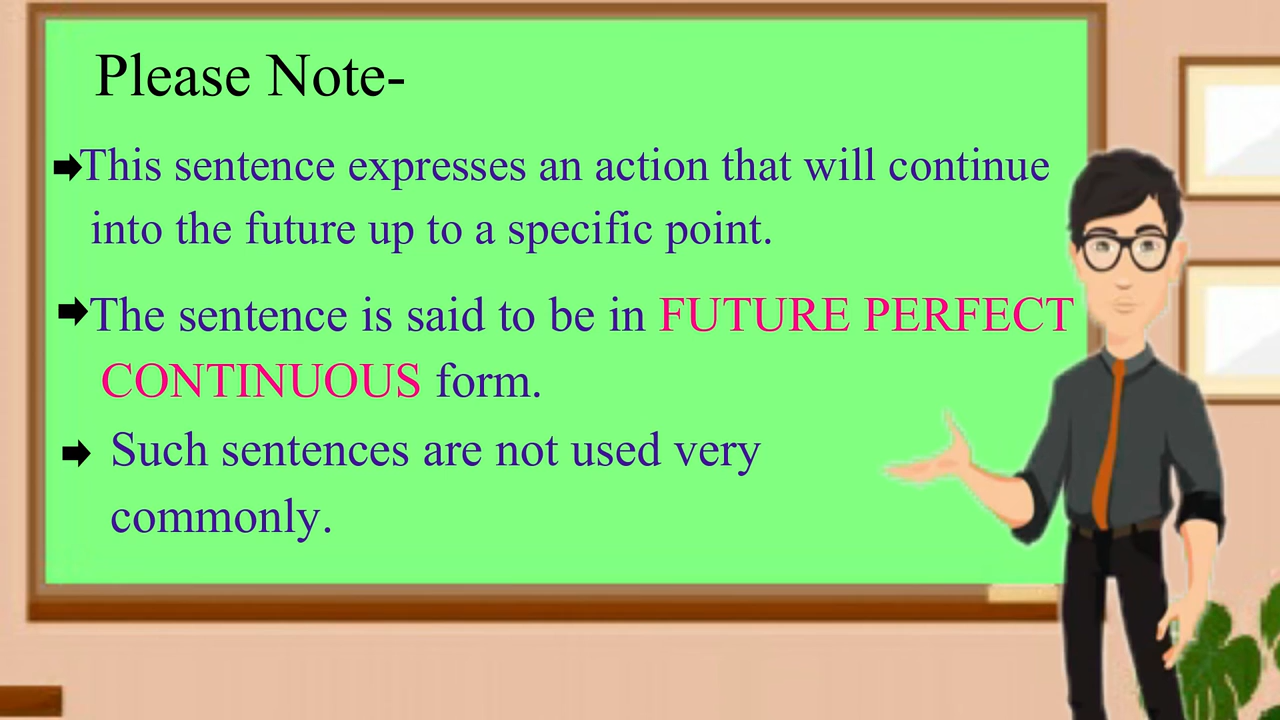 Please Note-
This sentence expresses an action that will continue
into the future up to a specific point.
The sentence is said to be in FUTURE PERFECT
CONTINUOUS form.
Such sentences are not used very
commonly.